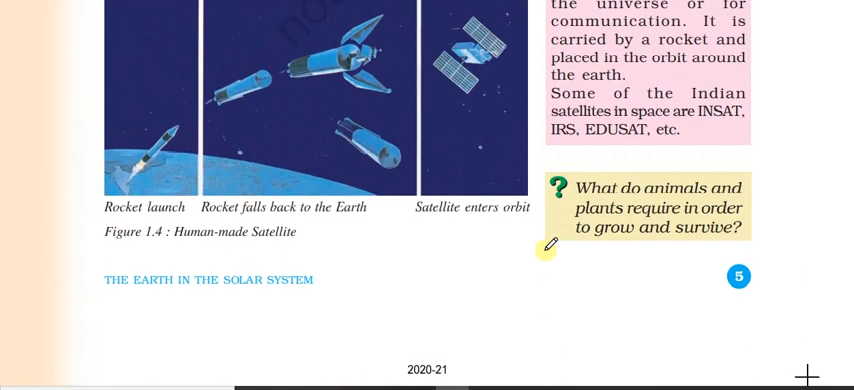 the universe or for
communication. It is
carried by a rocket and
placed in the orbit around
the earth.
Some of the Indian
satellites in space are INSAT,
IRS, EDUSAT, etc.
Rocket launch Rocket falls back to the Earth Satellite enters orbit
Figure 1.4 : Human-made Satellite
? What do animals and
plants require in order
to grow and survive?
THE EARTH IN THE SOLAR SYSTEM
5
2020-21